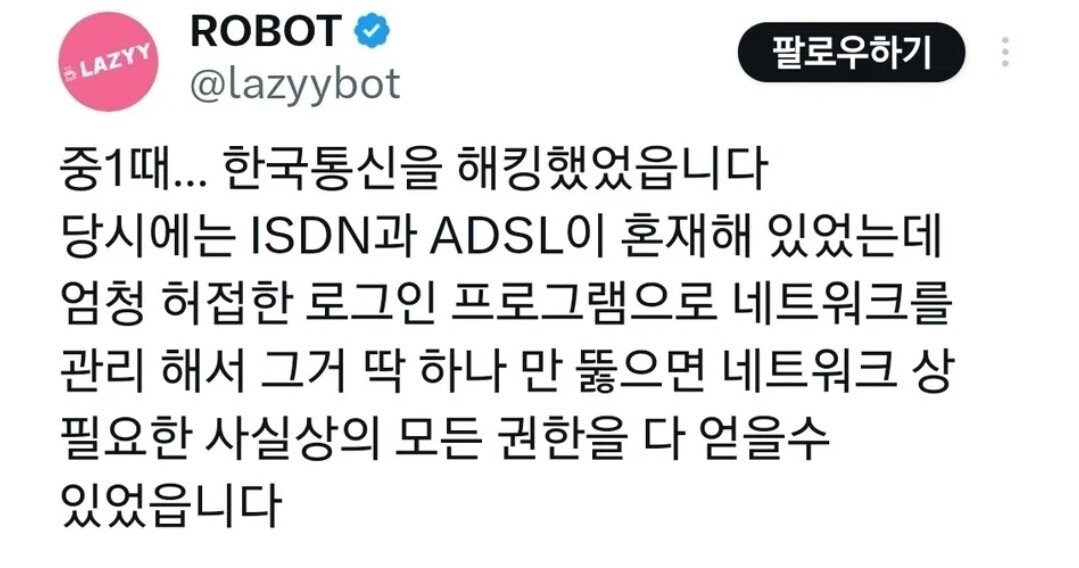 LAZYY
ROBOT
@lazyybot
팔로우하기
중1때... 한국통신을 해킹했었읍니다
당시에는 ISDN과 ADSL이 혼재해 있었는데
엄청 허접한 로그인 프로그램으로 네트워크를
관리 해서 그거 딱 하나 만 뚫으면 네트워크 상
필요한 사실상의 모든 권한을 다 얻을수
있었읍니다